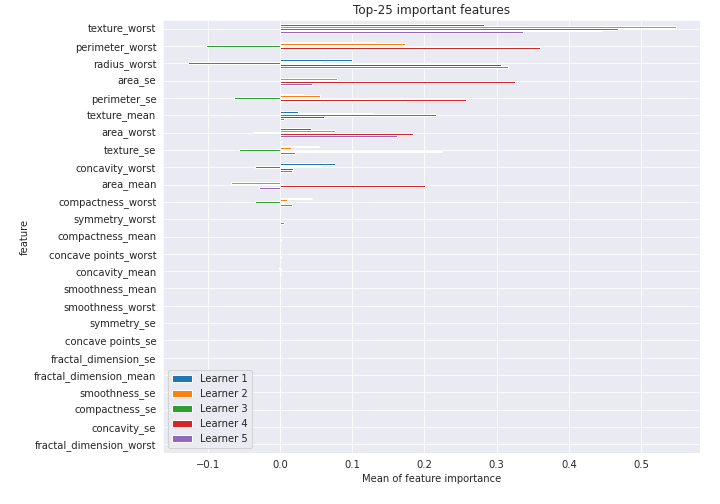 Top-25 important features
texture_worst
perimeter_worst
radius_worst
area_se
perimeter_se
texture_mean
area_worst
texture_se
concavity_worst
area_mean
compactness_worst
symmetry_worst
compactness_mean
concave points_worst
concavity_mean
smoothness_mean
smoothness_worst
symmetry_se
concave points_se
fractal_dimension_se
fractal_dimension_mean
smoothness_se
compactness_se
concavity_se
fractal_dimension_worst
feature
Learner 1
Learner 2
Learner 3
Learner 4
Learner 5
−0.1 0.0 0.1 0.2 0.3 0.4 0.5
Mean of feature importance